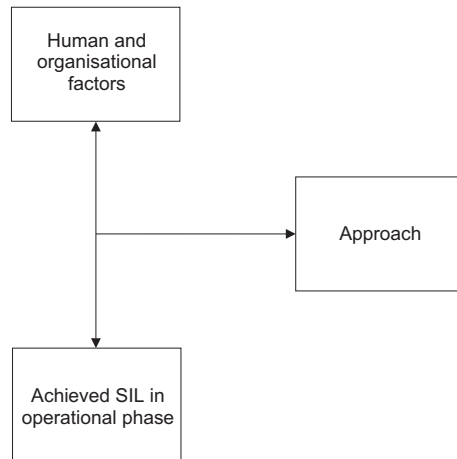 Human and
organisational
factors
Approach
Achieved SIL in
operational phase